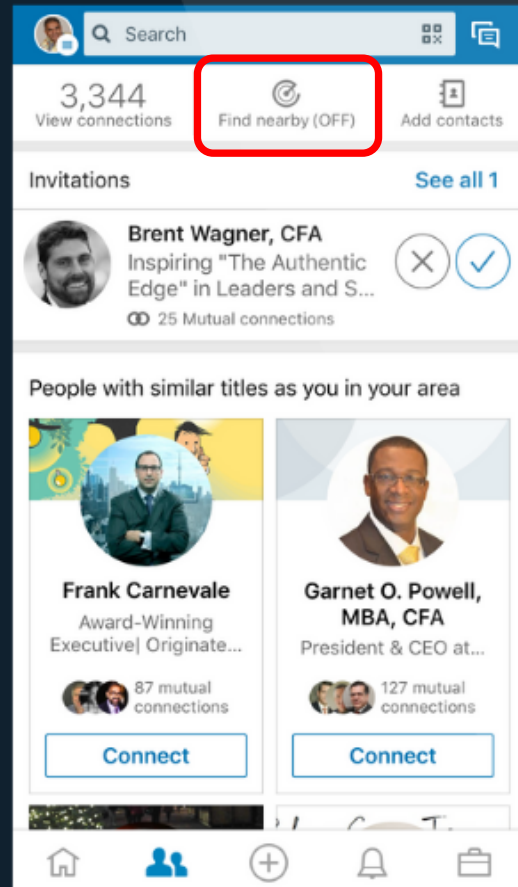 Search
3,344
View connections
Find nearby (OFF)
Add contacts
Invitations
See all 1
Brent Wagner, CFA
Inspiring "The Authentic
Edge" in Leaders and S...
25 Mutual connections
People with similar titles as you in your area
Frank Carnevale
Award-Winning
Executive| Originate...
87 mutual
connections
Connect
Garnet O. Powell,
MBA, CFA
President & CEO at...
127 mutual
connections
Connect